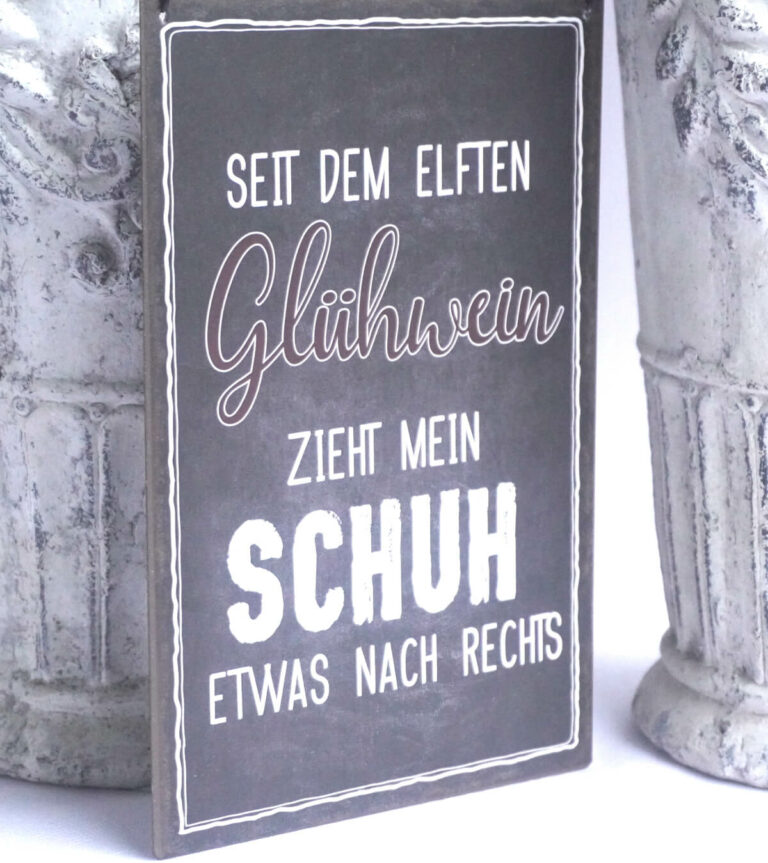 SEIT DEM ELFTEN
Glühwein
ZIEHT MEIN
SCHUH
ETWAS NACH RECHTS